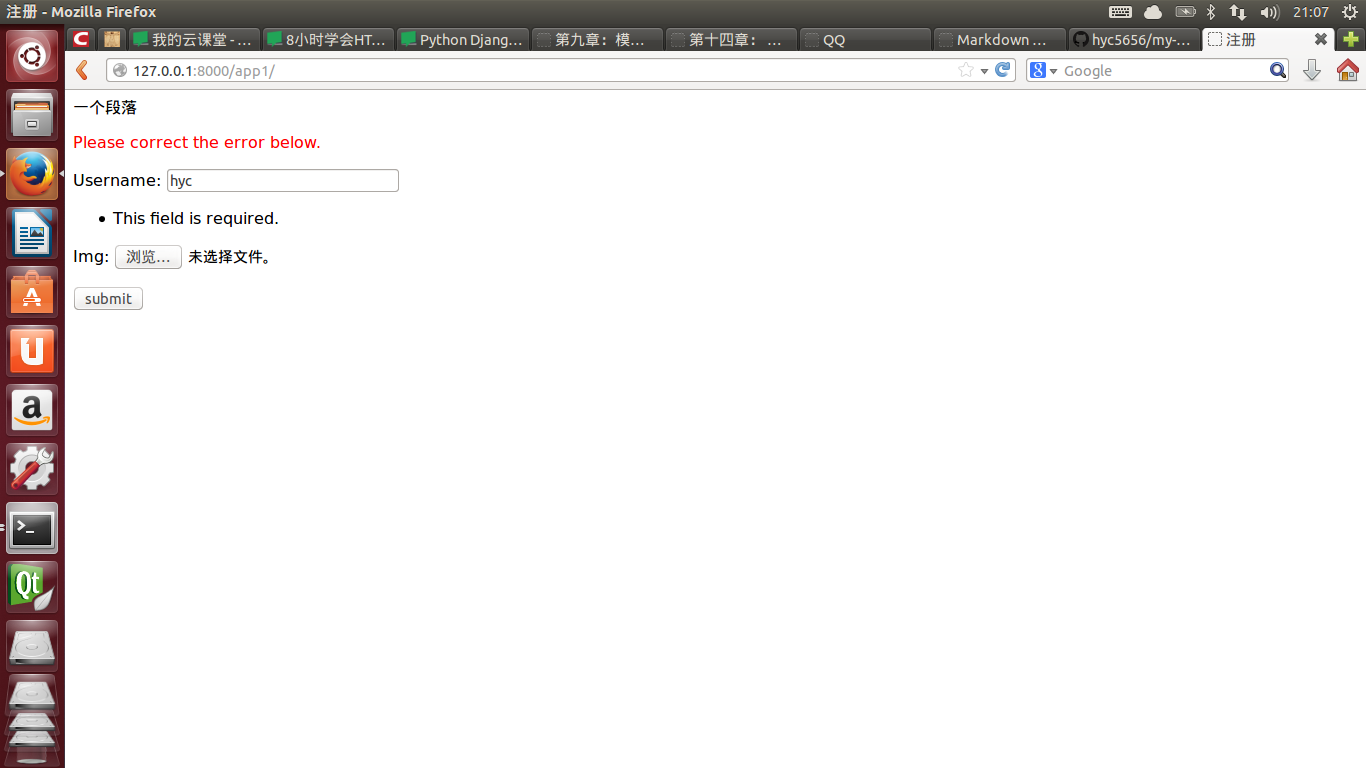 注册 - Mozilla Firefox
21:07
我的云课堂 - ...
8小时学会HT...
Python Djang...
第九章：模...
第十四章： ...
QQ
Markdown ...
hyc5656/my-...
注册
127.0.0.1:8000/app1/
Google
一个段落
Please correct the error below.
Username: hyc
This field is required.
Img: 浏览... 未选择文件。
submit